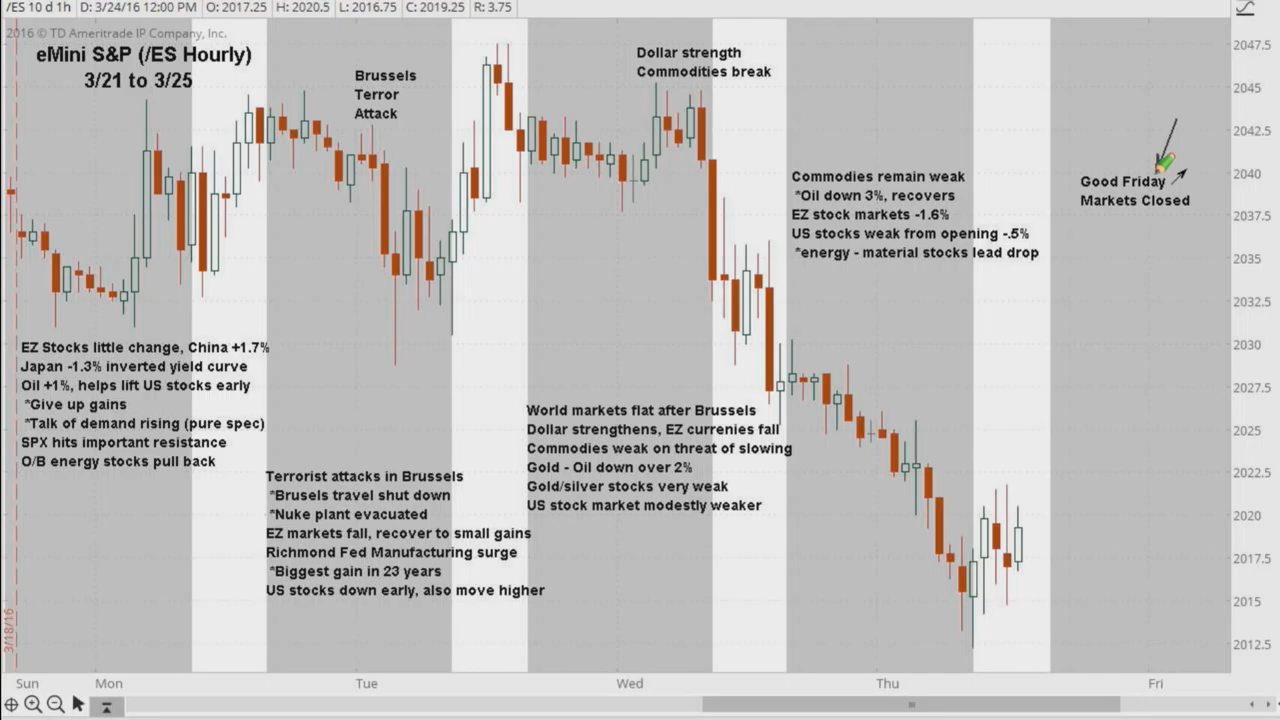 /ES 10 d 1h D: 3/24/16 12:00 PM O: 2017.25 H: 2020.5 L: 2016.75 C: 2019.25 R: 3.75
2016 © TD Ameritrade IP Company, Inc.
eMini S&P (/ES Hourly)
3/21 to 3/25
Brussels
Terror
Attack
Dollar strength
Commodities break
Commodies remain weak
*Oil down 3%, recovers
EZ stock markets -1.6%
US stocks weak from opening -.5%
*energy - material stocks lead drop
Good Friday
Markets Closed
EZ Stocks little change, China +1.7%
Japan -1.3% inverted yield curve
Oil +1%, helps lift US stocks early
*Give up gains
*Talk of demand rising (pure spec)
SPX hits important resistance
O/B energy stocks pull back
Terrorist attacks in Brussels
*Brusels travel shut down
*Nuke plant evacuated
EZ markets fall, recover to small gains
Richmond Fed Manufacturing surge
*Biggest gain in 23 years
US stocks down early, also move higher
World markets flat after Brussels
Dollar strengthens, EZ currenies fall
Commodies weak on threat of slowing
Gold - Oil down over 2%
Gold/silver stocks very weak
US stock market modestly weaker
2047.5
2045
2042.5
2040
2037.5
2035
2032.5
2030
2027.5
2025
2022.5
2020
2017.5
2015
2012.5
3/18/16
Sun Mon Tue Wed Thu Fri